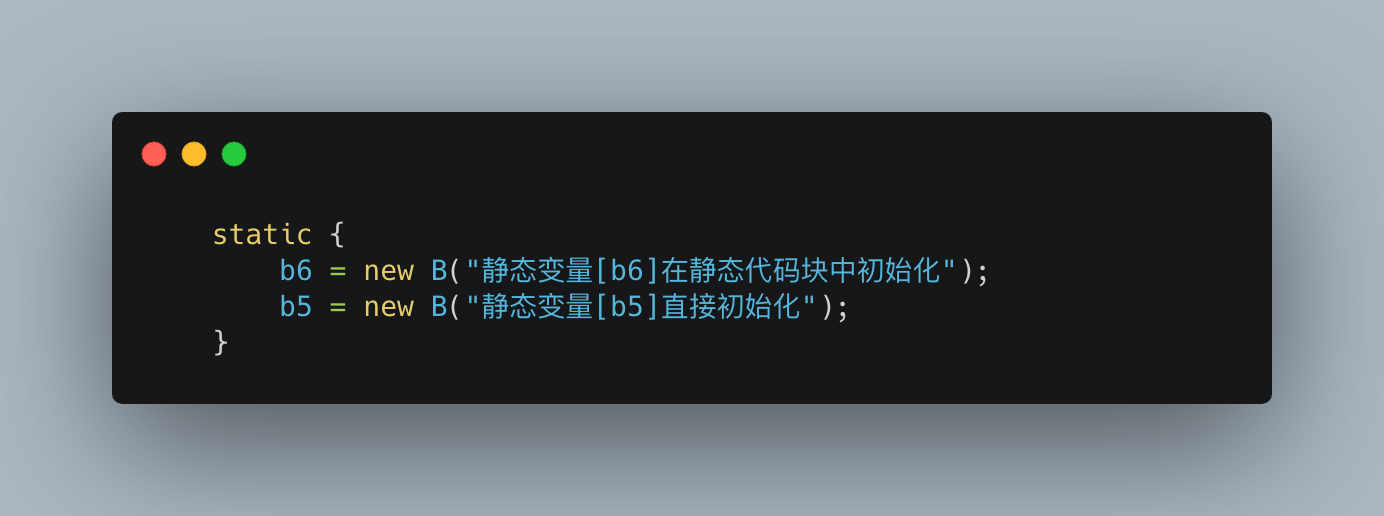 static {
    b6 = new B("静态变量[b6]在静态代码块中初始化");
    b5 = new B("静态变量[b5]直接初始化");
}